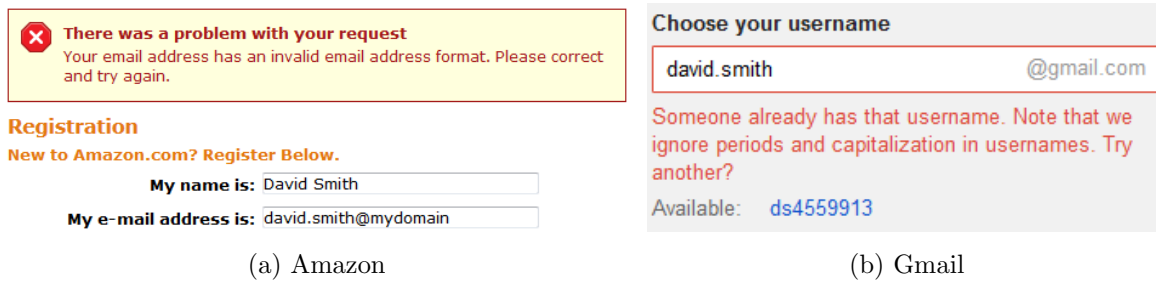 There was a problem with your request
Your email address has an invalid email address format. Please correct
and try again.
Registration
New to Amazon.com? Register Below.
My name is: David Smith
My e-mail address is: david.smith@mydomain
(a) Amazon
Choose your username
david.smith @gmail.com
Someone already has that username. Note that we
ignore periods and capitalization in usernames. Try
another?
Available: ds4559913
(b) Gmail